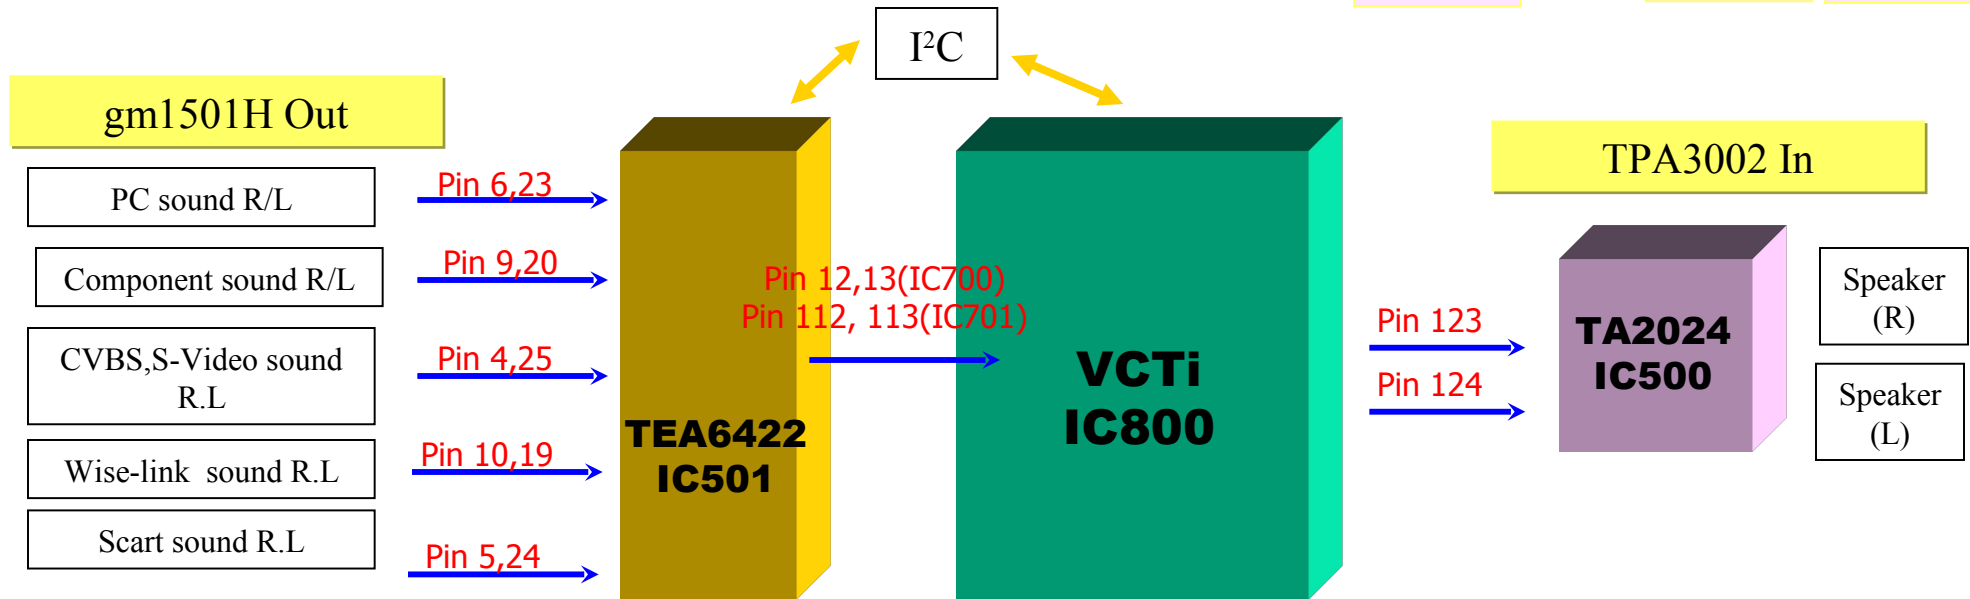 I²C
gm1501H Out
PC sound R/L
Pin 6,23
Component sound R/L
Pin 9,20
CVBS,S-Video sound
R.L
Pin 4,25
Wise-link sound R.L
Pin 10,19
Scart sound R.L
Pin 5,24
TEA6422
IC501
Pin 12,13(IC700)
Pin 112, 113(IC701)
VCTi
IC800
Pin 123
Pin 124
TPA3002 In
TA2024
IC500
Speaker
(R)
Speaker
(L)